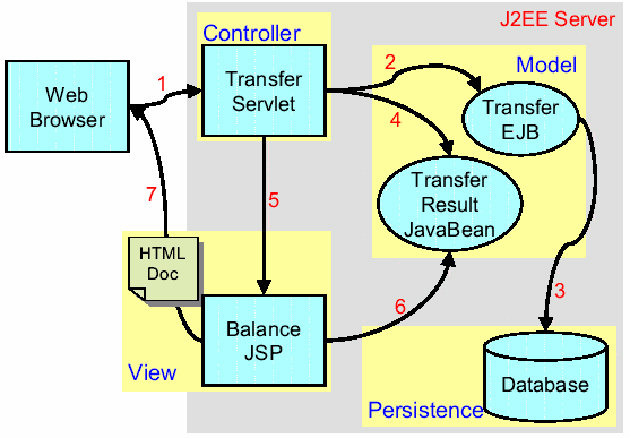 J2EE Server
Controller
Web
Browser
1
Transfer
Servlet
2
Model
Transfer
EJB
4
Transfer
Result
JavaBean
7
5
HTML
Doc
3
6
Balance
JSP
View
Database
Persistence